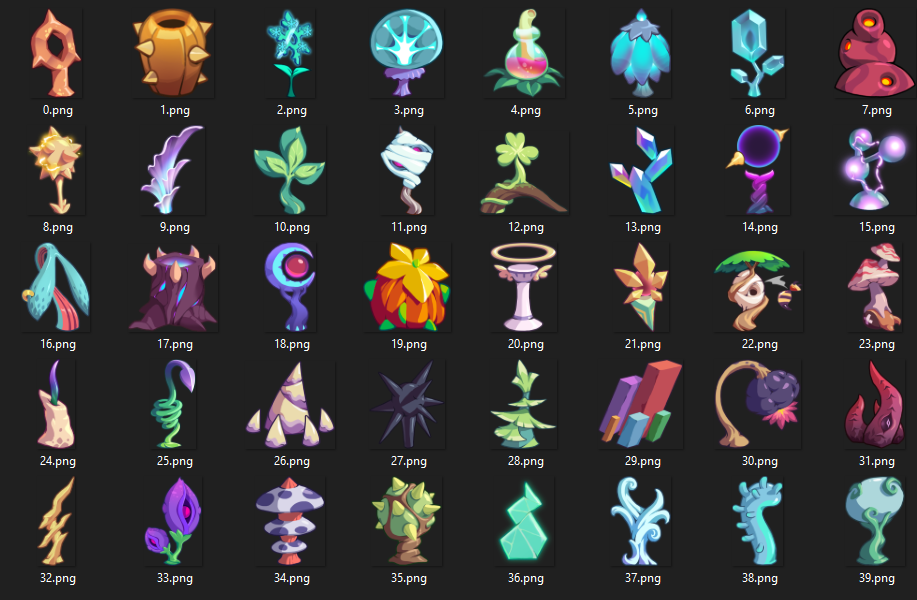 0.png 1.png 2.png 3.png 4.png 5.png 6.png 7.png
8.png 9.png 10.png 11.png 12.png 13.png 14.png 15.png
16.png 17.png 18.png 19.png 20.png 21.png 22.png 23.png
24.png 25.png 26.png 27.png 28.png 29.png 30.png 31.png
32.png 33.png 34.png 35.png 36.png 37.png 38.png 39.png